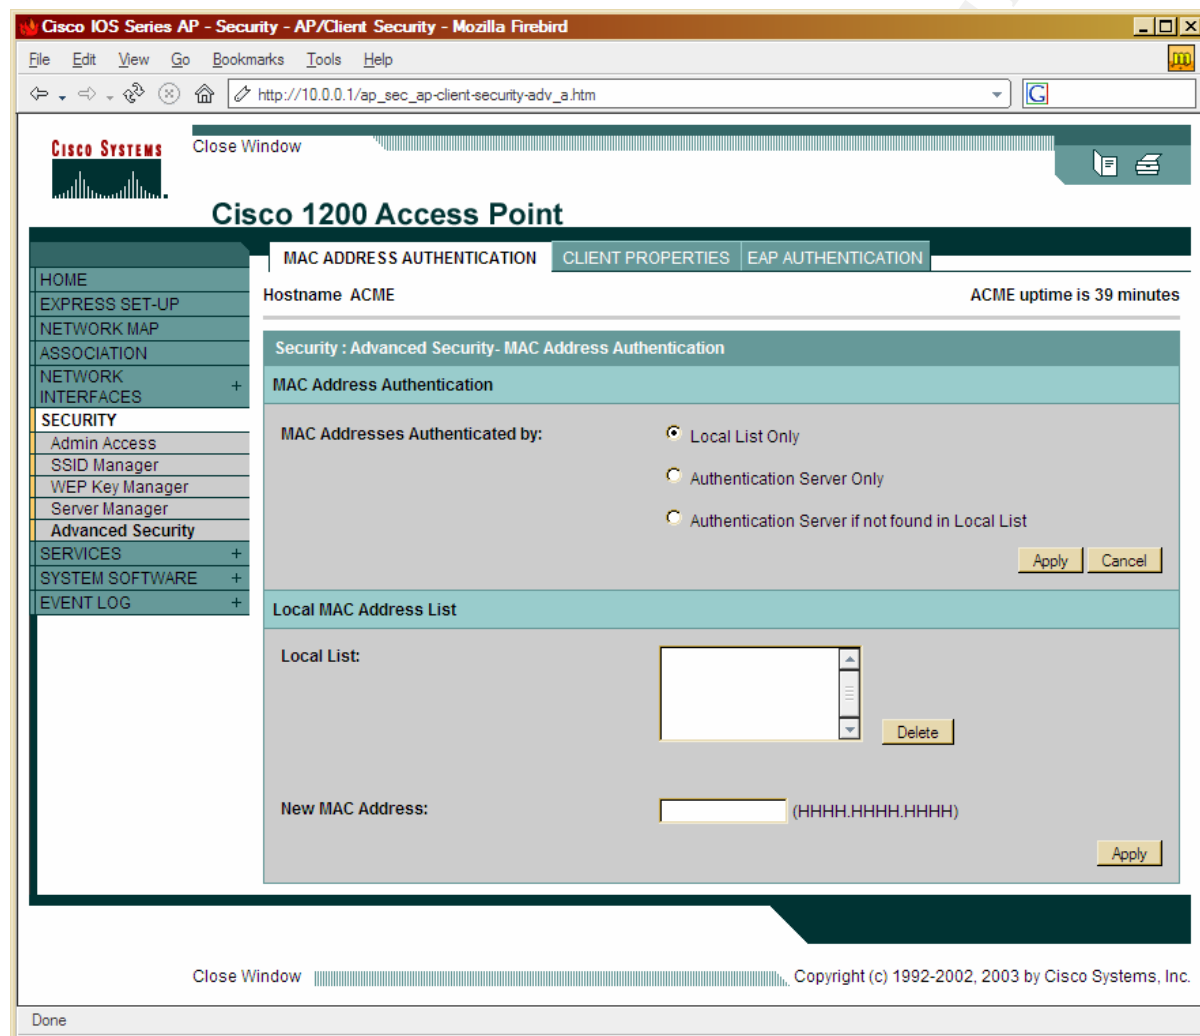 Cisco IOS Series AP - Security - AP/Client Security - Mozilla Firebird
File Edit View Go Bookmarks Tools Help
http://10.0.0.1/ap_sec_ap-client-security-adv_a.htm
G
CISCO SYSTEMS
Close Window
Cisco 1200 Access Point
MAC ADDRESS AUTHENTICATION CLIENT PROPERTIES EAP AUTHENTICATION
HOME
EXPRESS SET-UP
NETWORK MAP
ASSOCIATION
NETWORK INTERFACES +
SECURITY
Admin Access
SSID Manager
WEP Key Manager
Server Manager
Advanced Security
SERVICES +
SYSTEM SOFTWARE +
EVENT LOG +
Hostname ACME
ACME uptime is 39 minutes
Security : Advanced Security- MAC Address Authentication
MAC Address Authentication
MAC Addresses Authenticated by:
Local List Only
Authentication Server Only
Authentication Server if not found in Local List
Apply Cancel
Local MAC Address List
Local List:
Delete
New MAC Address:
(HHHH.HHHH.HHHH)
Apply
Close Window
Copyright (c) 1992-2002, 2003 by Cisco Systems, Inc.
Done